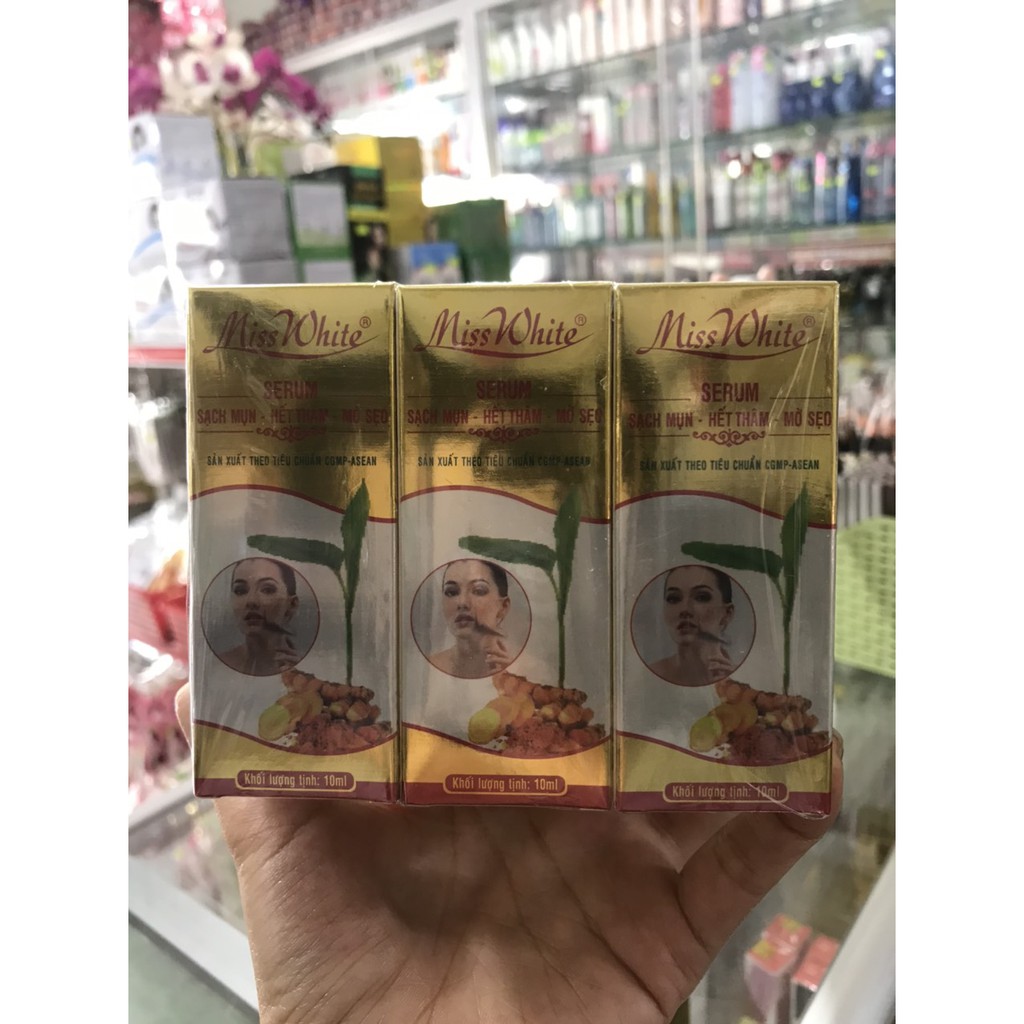 Miss White®
SERUM
SẠCH MỤN - HẾT THÂM - MỜ SẸO
SẢN XUẤT THEO TIÊU CHUẨN CGMP-ASEAN
Khối lượng tịnh: 10ml
Miss White®
SERUM
SẠCH MỤN - HẾT THÂM - MỜ SẸO
SẢN XUẤT THEO TIÊU CHUẨN CGMP-ASEAN
Khối lượng tịnh: 10ml
Miss White®
SERUM
SẠCH MỤN - HẾT THÂM - MỜ SẸO
SẢN XUẤT THEO TIÊU CHUẨN CGMP-ASEAN
Khối lượng tịnh: 10ml